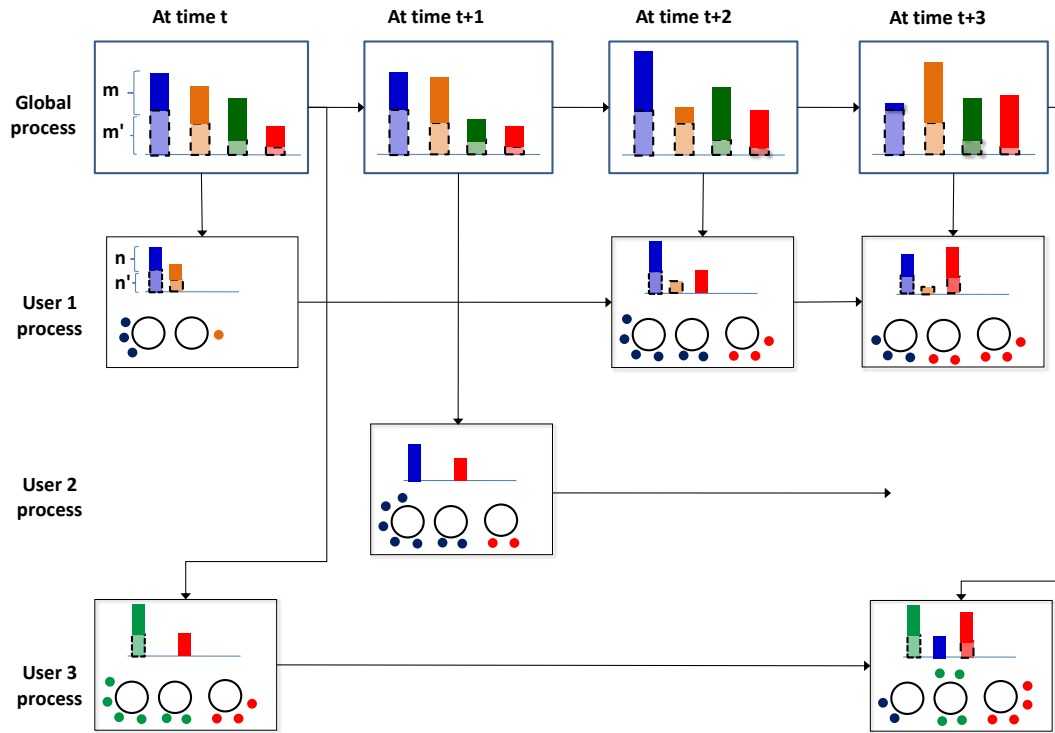 At time t
At time t+1
At time t+2
At time t+3
Global
process
m
m'
User 1
process
n
n'
User 2
process
User 3
process